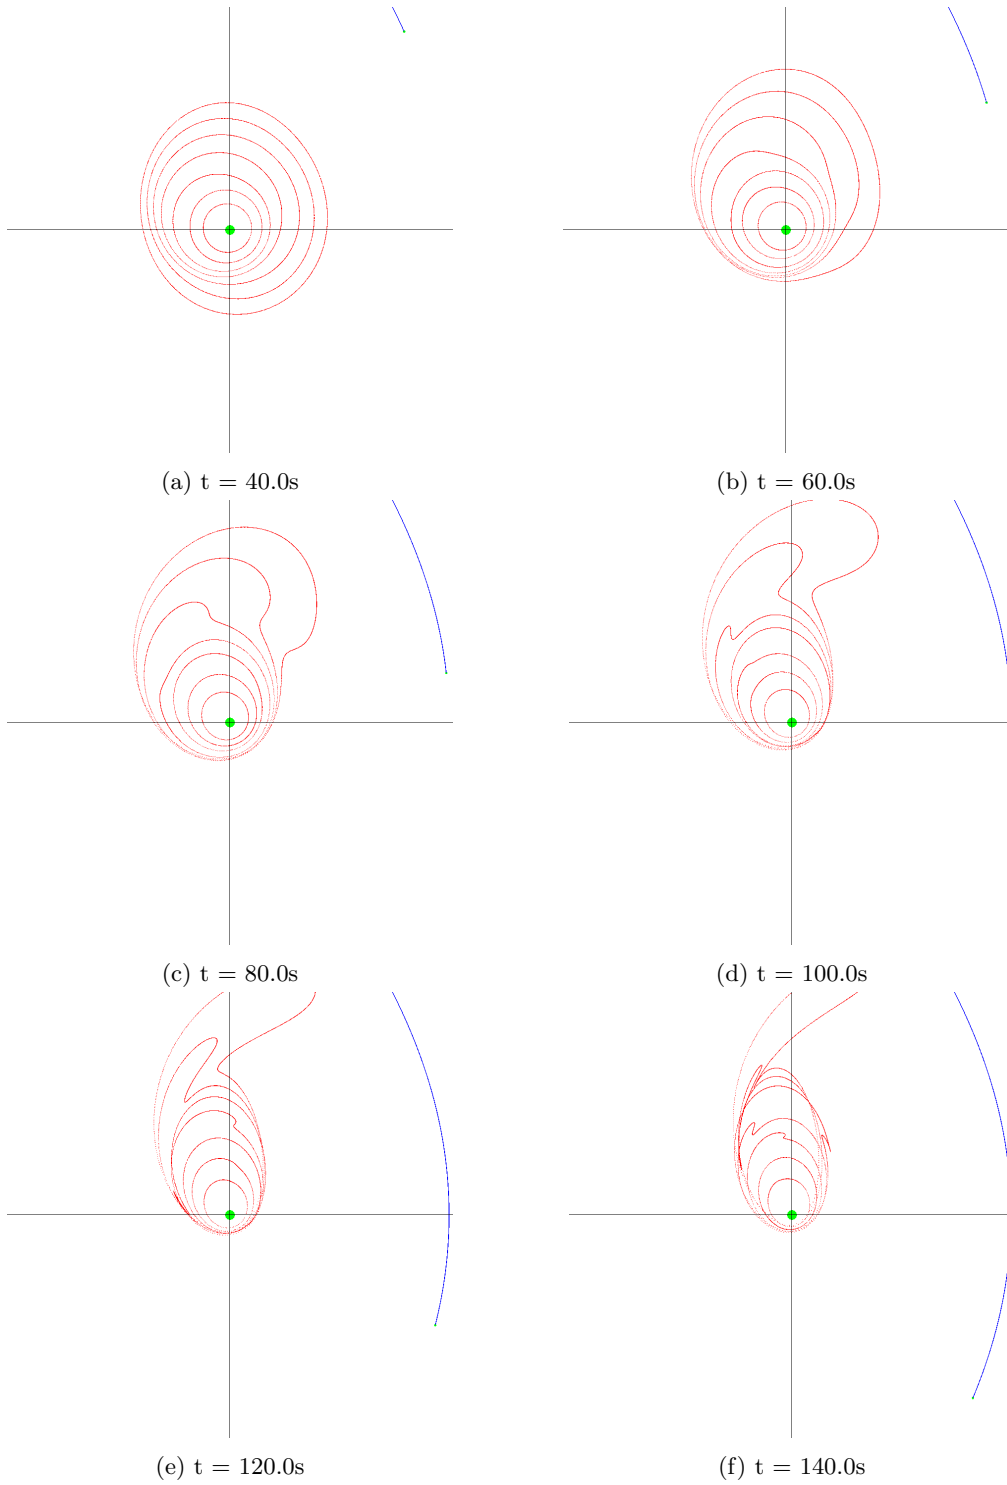 (a) t = 40.0s
(b) t = 60.0s
(c) t = 80.0s
(d) t = 100.0s
(e) t = 120.0s
(f) t = 140.0s